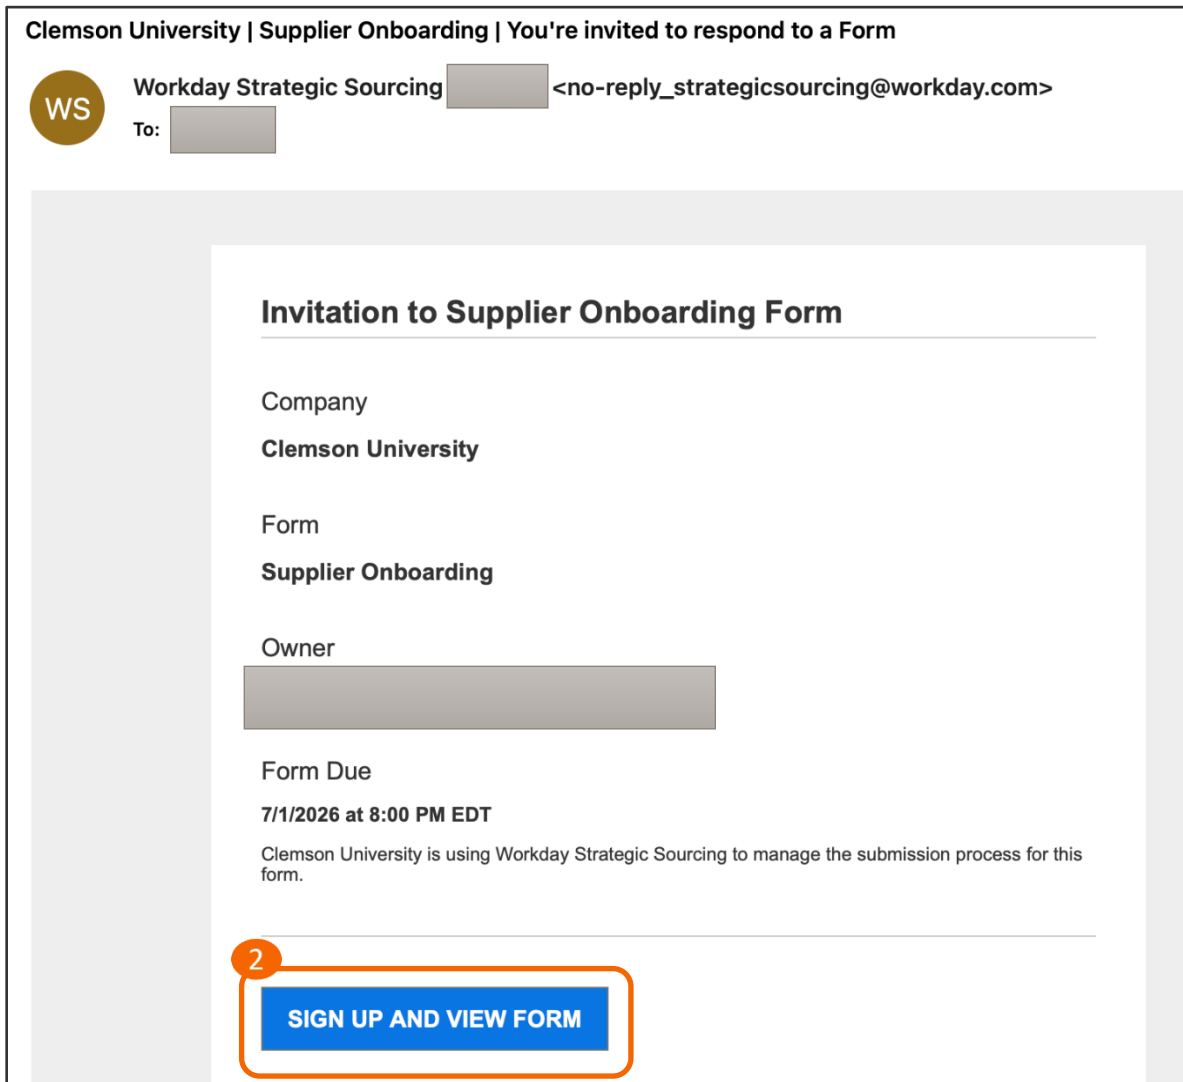 Clemson University | Supplier Onboarding | You're invited to respond to a Form
WS
Workday Strategic Sourcing <no-reply_strategicsourcing@workday.com>
To:
Invitation to Supplier Onboarding Form
Company
Clemson University
Form
Supplier Onboarding
Owner
Form Due
7/1/2026 at 8:00 PM EDT
Clemson University is using Workday Strategic Sourcing to manage the submission process for this
form.
2
SIGN UP AND VIEW FORM